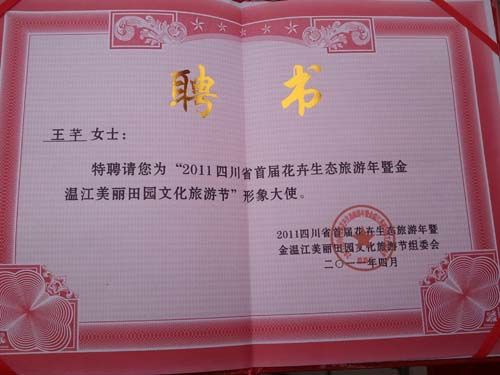 聘书
王芊 女士：
特聘请您为“2011四川省首届花卉生态旅游年暨金
温江美丽田园文化旅游节”形象大使。
2011四川省首届花卉生态旅游年暨
金温江美丽田园文化旅游节组委会
二〇一一年四月